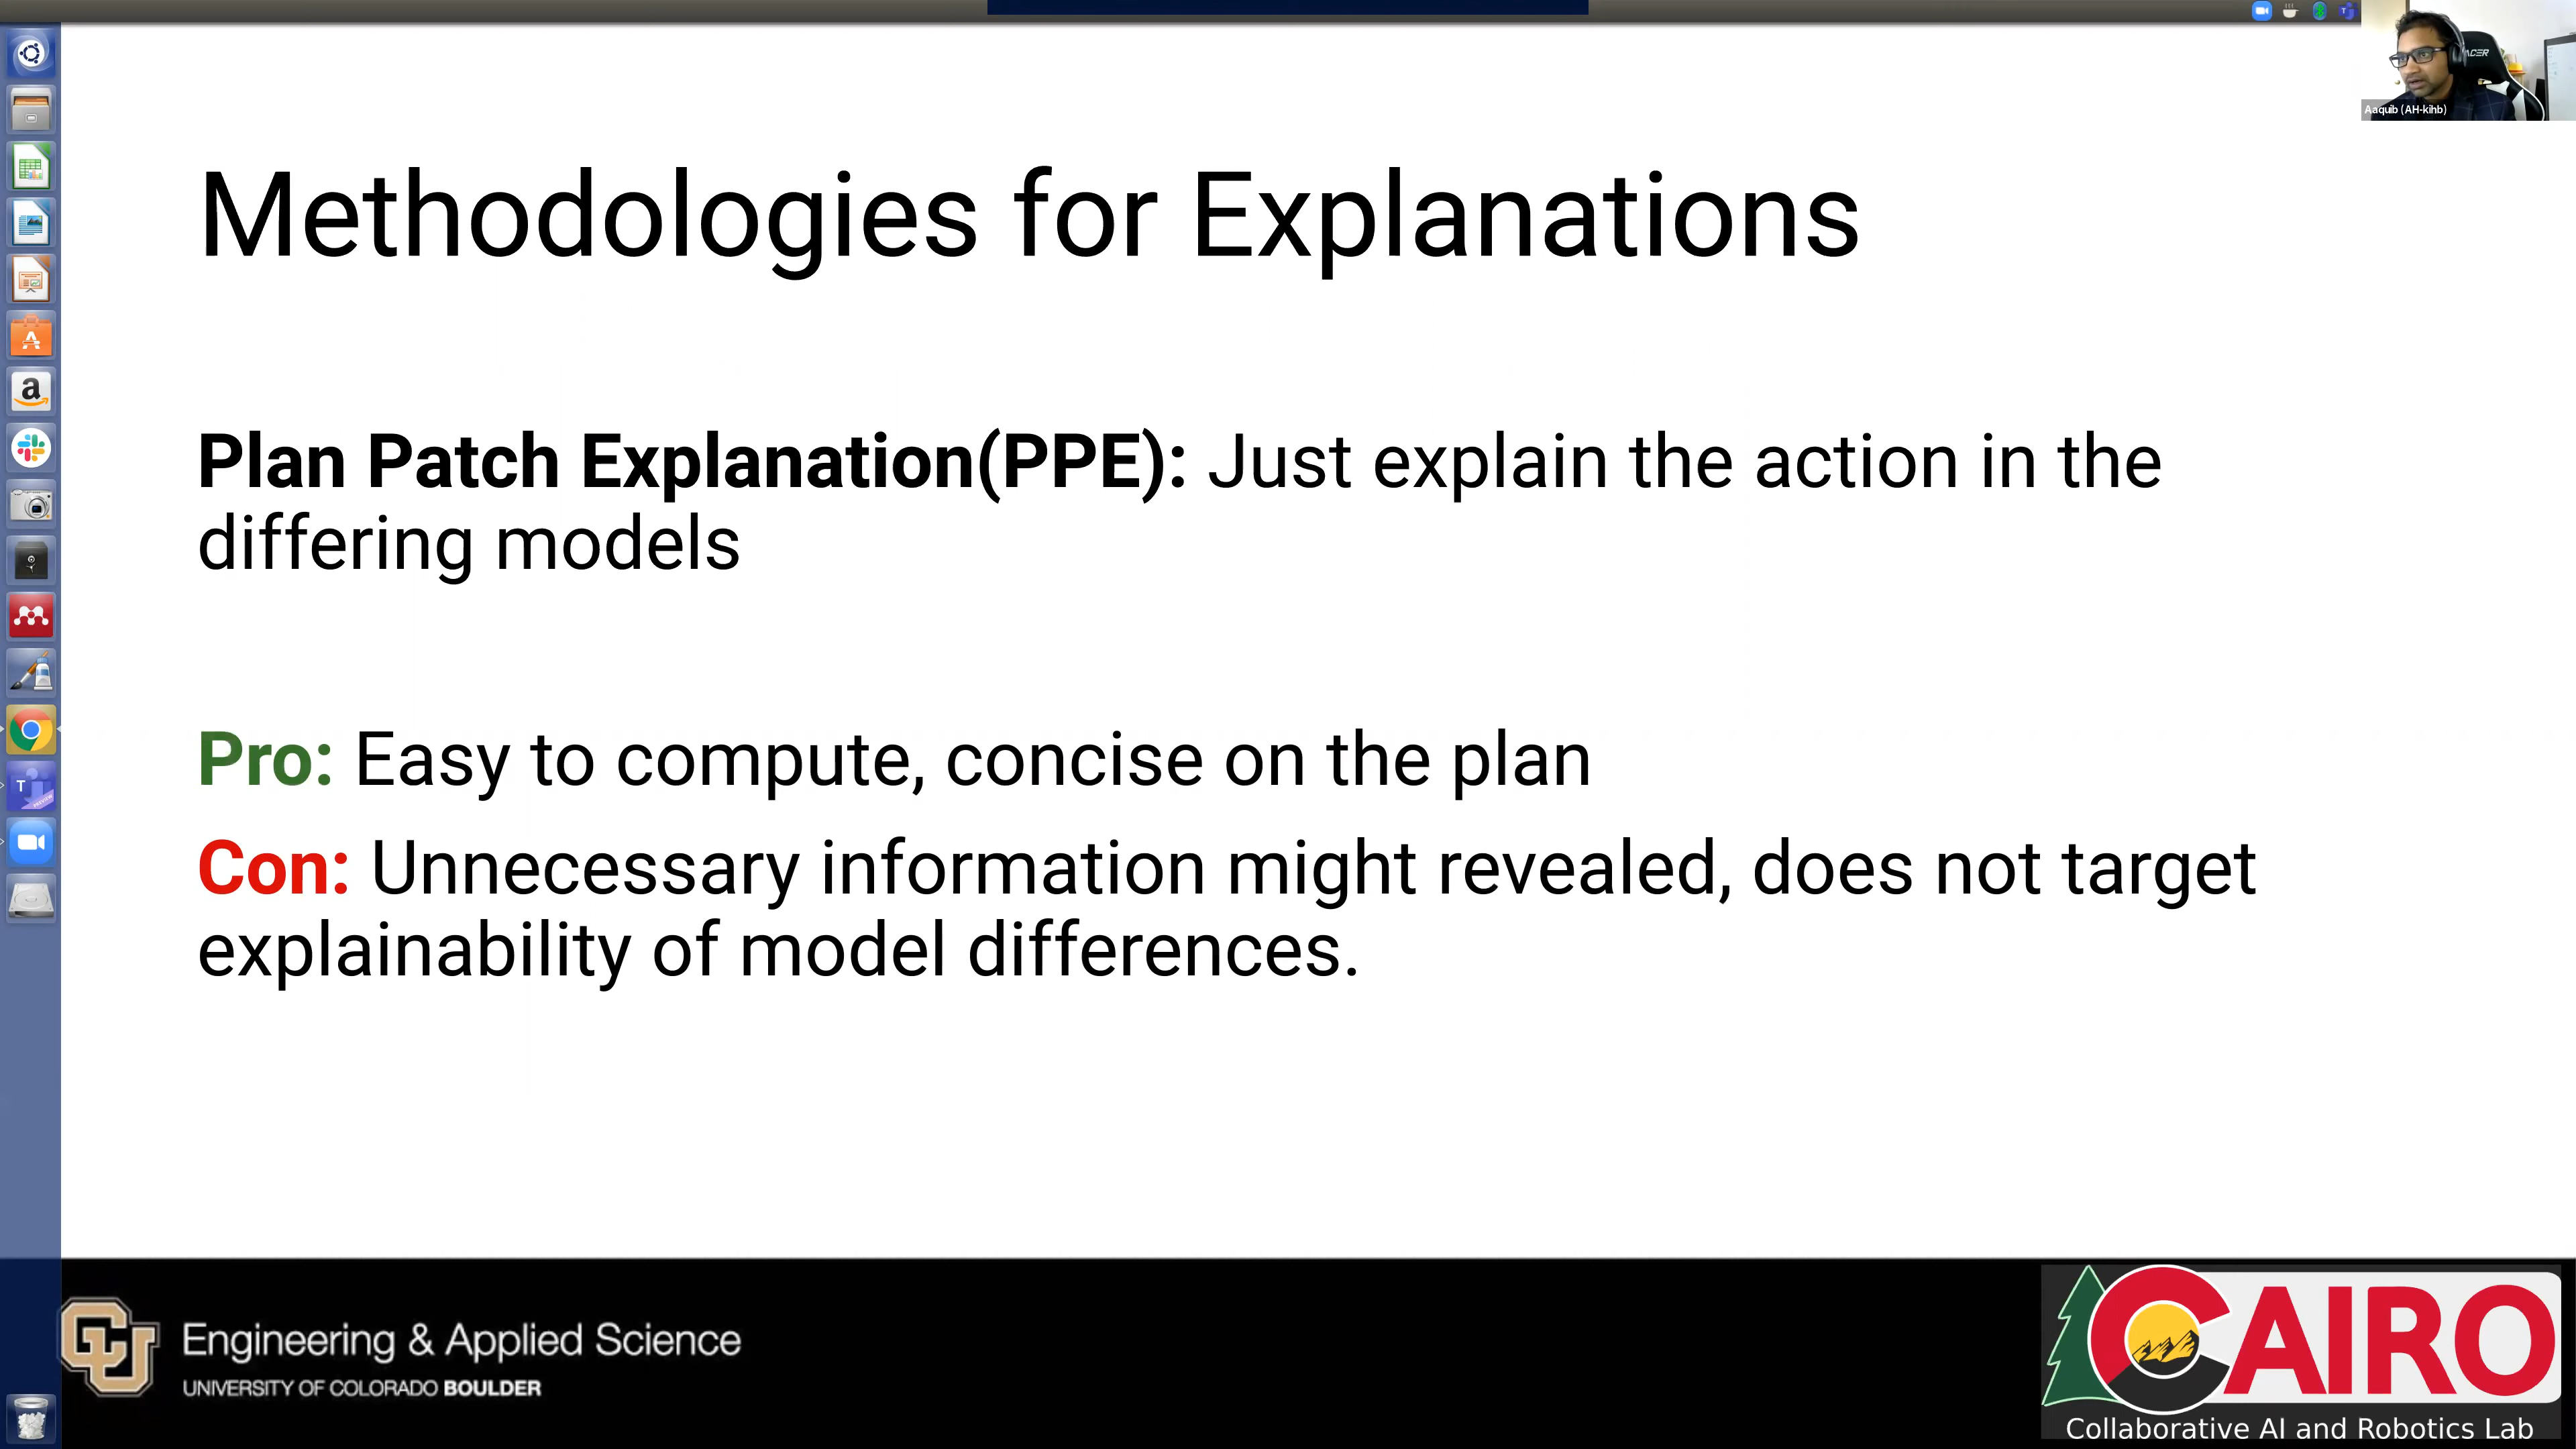 Aaquib (AH-kihb)
Methodologies for Explanations
Plan Patch Explanation(PPE): Just explain the action in the
differing models
Pro: Easy to compute, concise on the plan
Con: Unnecessary information might revealed, does not target
explainability of model differences.
CU
Engineering & Applied Science
UNIVERSITY OF COLORADO BOULDER
CAIRO
Collaborative AI and Robotics Lab